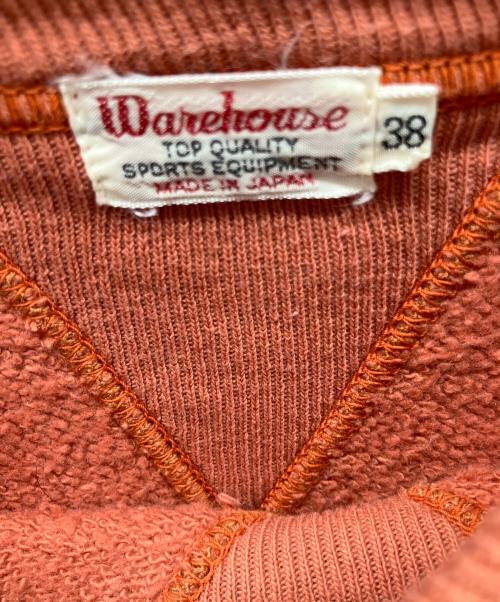 Warehouse
TOP QUALITY
SPORTS EQUIPMENT
MADE IN JAPAN
38